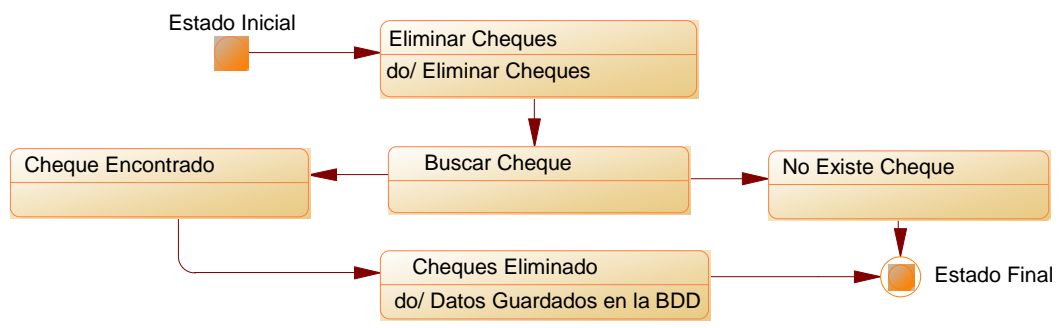 Estado Inicial
Eliminar Cheques
do/ Eliminar Cheques
Cheque Encontrado
Buscar Cheque
No Existe Cheque
Cheques Eliminado
do/ Datos Guardados en la BDD
Estado Final